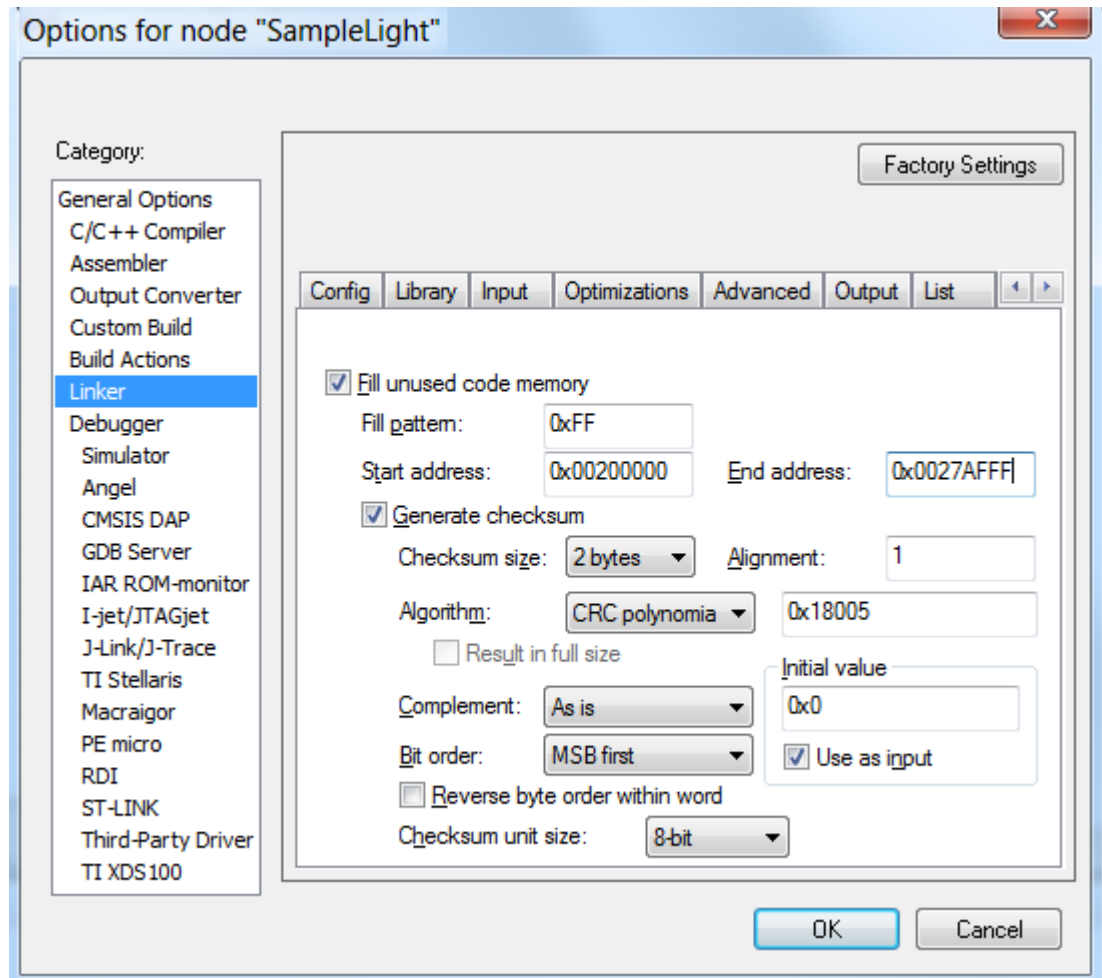 Options for node "SampleLight"
x
Category:
Factory Settings
General Options
C/C++ Compiler
Assembler
Output Converter
Custom Build
Build Actions
Linker
Debugger
Simulator
Angel
CMSIS DAP
GDB Server
IAR ROM-monitor
I-jet/JTAGjet
J-Link/J-Trace
TI Stellaris
Macraigor
PE micro
RDI
ST-LINK
Third-Party Driver
TI XDS100
Config Library Input Optimizations Advanced Output List
Fill unused code memory
Fill pattern: 0xFF
Start address: 0x00200000 End address: 0x0027AFFF
Generate checksum
Checksum size: 2 bytes Alignment: 1
Algorithm: CRC polynomia 0x18005
Result in full size
Initial value
Complement: As is 0x0
Bit order: MSB first Use as input
Reverse byte order within word
Checksum unit size: 8-bit
OK Cancel